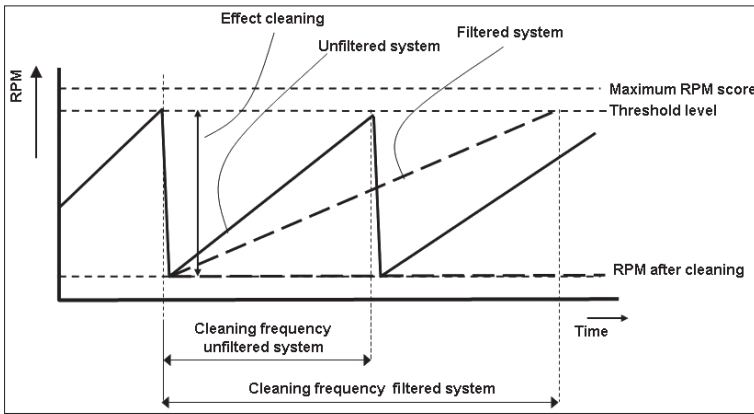 Effect cleaning
Unfiltered system
Filtered system
RPM
Maximum RPM score
Threshold level
RPM after cleaning
Time
Cleaning frequency
unfiltered system
Cleaning frequency filtered system